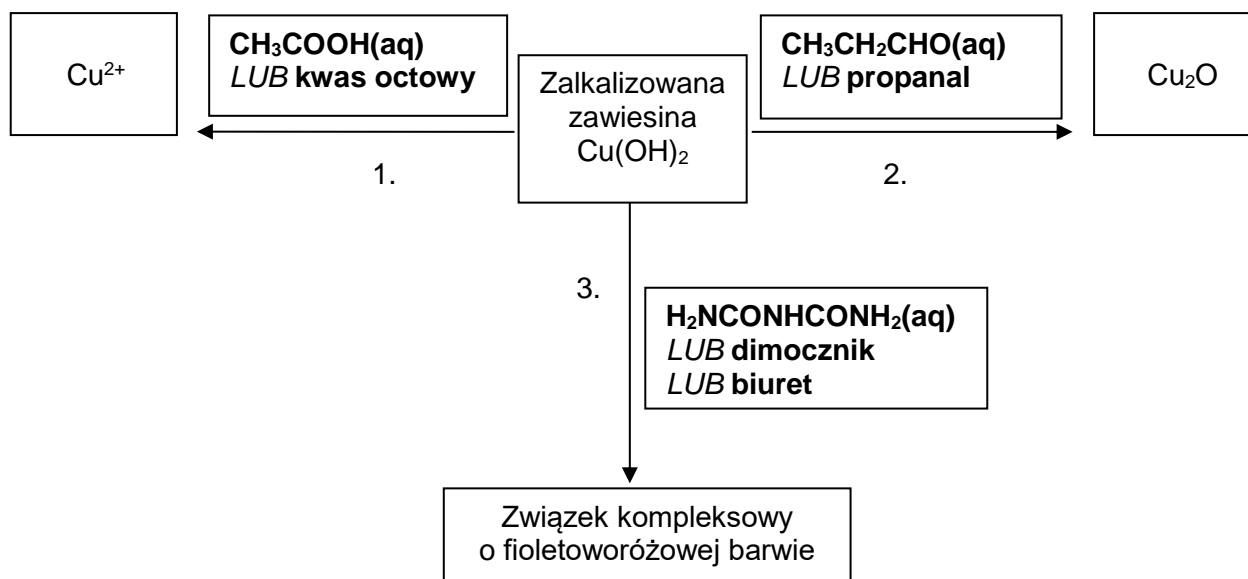 Cu²⁺
CH₃COOH(aq)
LUB kwas octowy
1.
Zalkalizowana
zawiesina
Cu(OH)₂
CH₃CH₂CHO(aq)
LUB propanal
2.
Cu₂O
3.
H₂NCONHCONH₂(aq)
LUB dimocznik
LUB biuret
Związek kompleksowy
o fioletoworóżowej barwie